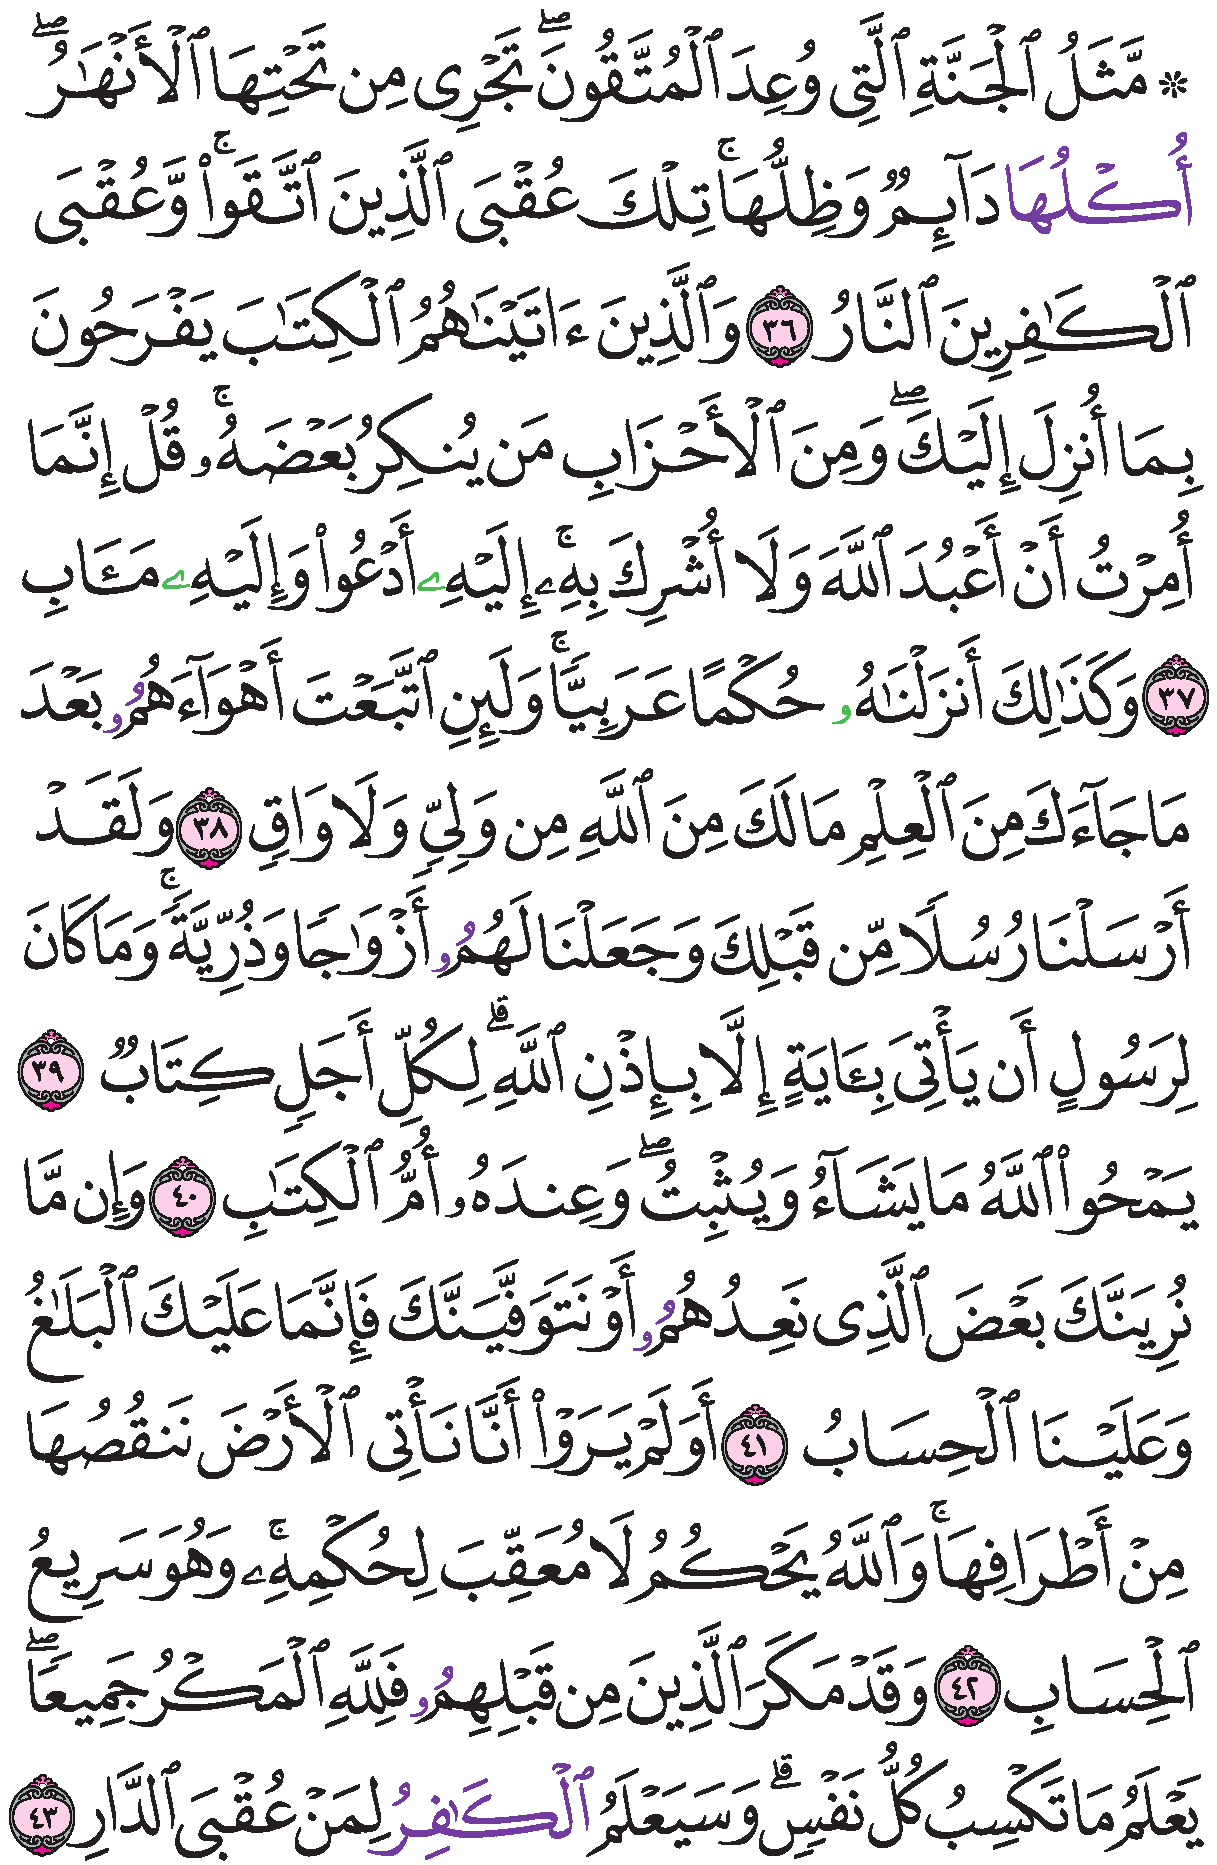 ۞ مَّثَلُ ٱلْجَنَّةِ ٱلَّتِى وُعِدَ ٱلْمُتَّقُونَ ۖ تَجْرِى مِن تَحْتِهَا ٱلْأَنْهَـٰرُ ۖ
أُكْلُهَا دَآئِمٌ وَظِلُّهَا ۚ تِلْكَ عُقْبَى ٱلَّذِينَ ٱتَّقَوا۟ ۚ وَّعُقْبَى
ٱلْكَـٰفِرِينَ ٱلنَّارُ ٣٦ وَٱلَّذِينَ ءَاتَيْنَـٰهُمُ ٱلْكِتَـٰبَ يَفْرَحُونَ
بِمَا أُنزِلَ إِلَيْكَ ۖ وَمِنَ ٱلْأَحْزَابِ مَن يُنكِرُ بَعْضَهُۥ ۚ قُلْ إِنَّمَا
أُمِرْتُ أَنْ أَعْبُدَ ٱللَّهَ وَلَا أُشْرِكَ بِهِۦ ۚ إِلَيْهِۦ أَدْعُوا۟ وَإِلَيْهِۦ مَـَٔابِ
٣٧ وَكَذَٰلِكَ أَنزَلْنَـٰهُۥ حُكْمًا عَرَبِيًّا ۚ وَلَئِنِ ٱتَّبَعْتَ أَهْوَآءَهُمُۥ بَعْدَ
مَا جَآءَكَ مِنَ ٱلْعِلْمِ مَا لَكَ مِنَ ٱللَّهِ مِن وَلِىٍّ وَلَا وَاقٍ ٣٨ وَلَقَدْ
أَرْسَلْنَا رُسُلًا مِّن قَبْلِكَ وَجَعَلْنَا لَهُمُۥ أَزْوَٰجًا وَذُرِّيَّةً ۚ وَمَا كَانَ
لِرَسُولٍ أَن يَأْتِىَ بِـَٔايَةٍ إِلَّا بِإِذْنِ ٱللَّهِ ۗ لِكُلِّ أَجَلٍ كِتَابٌ ٣٩
يَمْحُوا۟ ٱللَّهُ مَا يَشَآءُ وَيُثْبِتُ ۖ وَعِندَهُۥ أُمُّ ٱلْكِتَـٰبِ ٤٠ وَإِن مَّا
نُرِيَنَّكَ بَعْضَ ٱلَّذِى نَعِدُهُمُۥ أَوْ نَتَوَفَّيَنَّكَ فَإِنَّمَا عَلَيْكَ ٱلْبَلَـٰغُ
وَعَلَيْنَا ٱلْحِسَابُ ٤١ أَوَلَمْ يَرَوْا۟ أَنَّا نَأْتِى ٱلْأَرْضَ نَنقُصُهَا
مِنْ أَطْرَافِهَا ۚ وَٱللَّهُ يَحْكُمُ لَا مُعَقِّبَ لِحُكْمِهِۦ ۚ وَهُوَ سَرِيعُ
ٱلْحِسَابِ ٤٢ وَقَدْ مَكَرَ ٱلَّذِينَ مِن قَبْلِهِمُۥ فَلِلَّهِ ٱلْمَكْرُ جَمِيعًا ۖ
يَعْلَمُ مَا تَكْسِبُ كُلُّ نَفْسٍ ۗ وَسَيَعْلَمُ ٱلْكَـٰفِرُ لِمَنْ عُقْبَى ٱلدَّارِ ٤٣